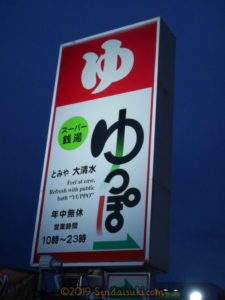 ゆ
スーパー
銭湯
ゆっぽ
とみや 大清水
Feel at ease,
Refresh with public
bath "YUPPO"
年中無休
営業時間
10時~23時
©2019 Sendaisuki.com